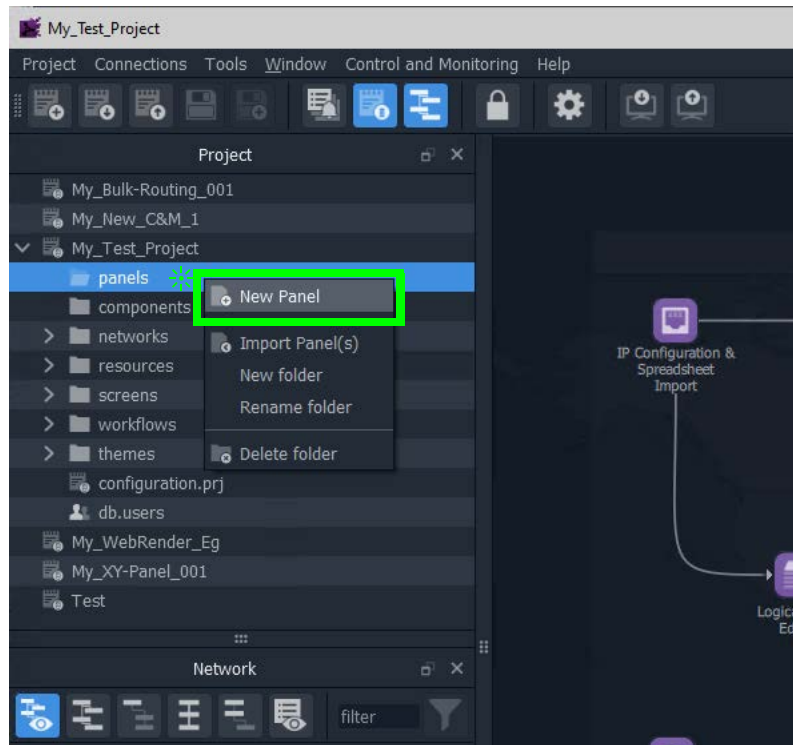 My_Test_Project
Project Connections Tools Window Control and Monitoring Help
Project
My_Bulk-Routing_001
My_New_C&M_1
My_Test_Project
panels
New Panel
components
networks
Import Panel(s)
resources
New folder
screens
Rename folder
workflows
themes
Delete folder
configuration.prj
db.users
My_WebRender_Eg
My_XY-Panel_001
Test
IP Configuration &
Spreadsheet
Import
Network
filter